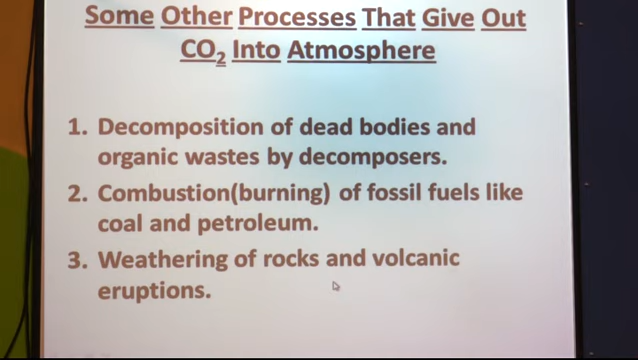 Some Other Processes That Give Out
CO₂ Into Atmosphere
1. Decomposition of dead bodies and
organic wastes by decomposers.
2. Combustion(burning) of fossil fuels like
coal and petroleum.
3. Weathering of rocks and volcanic
eruptions.